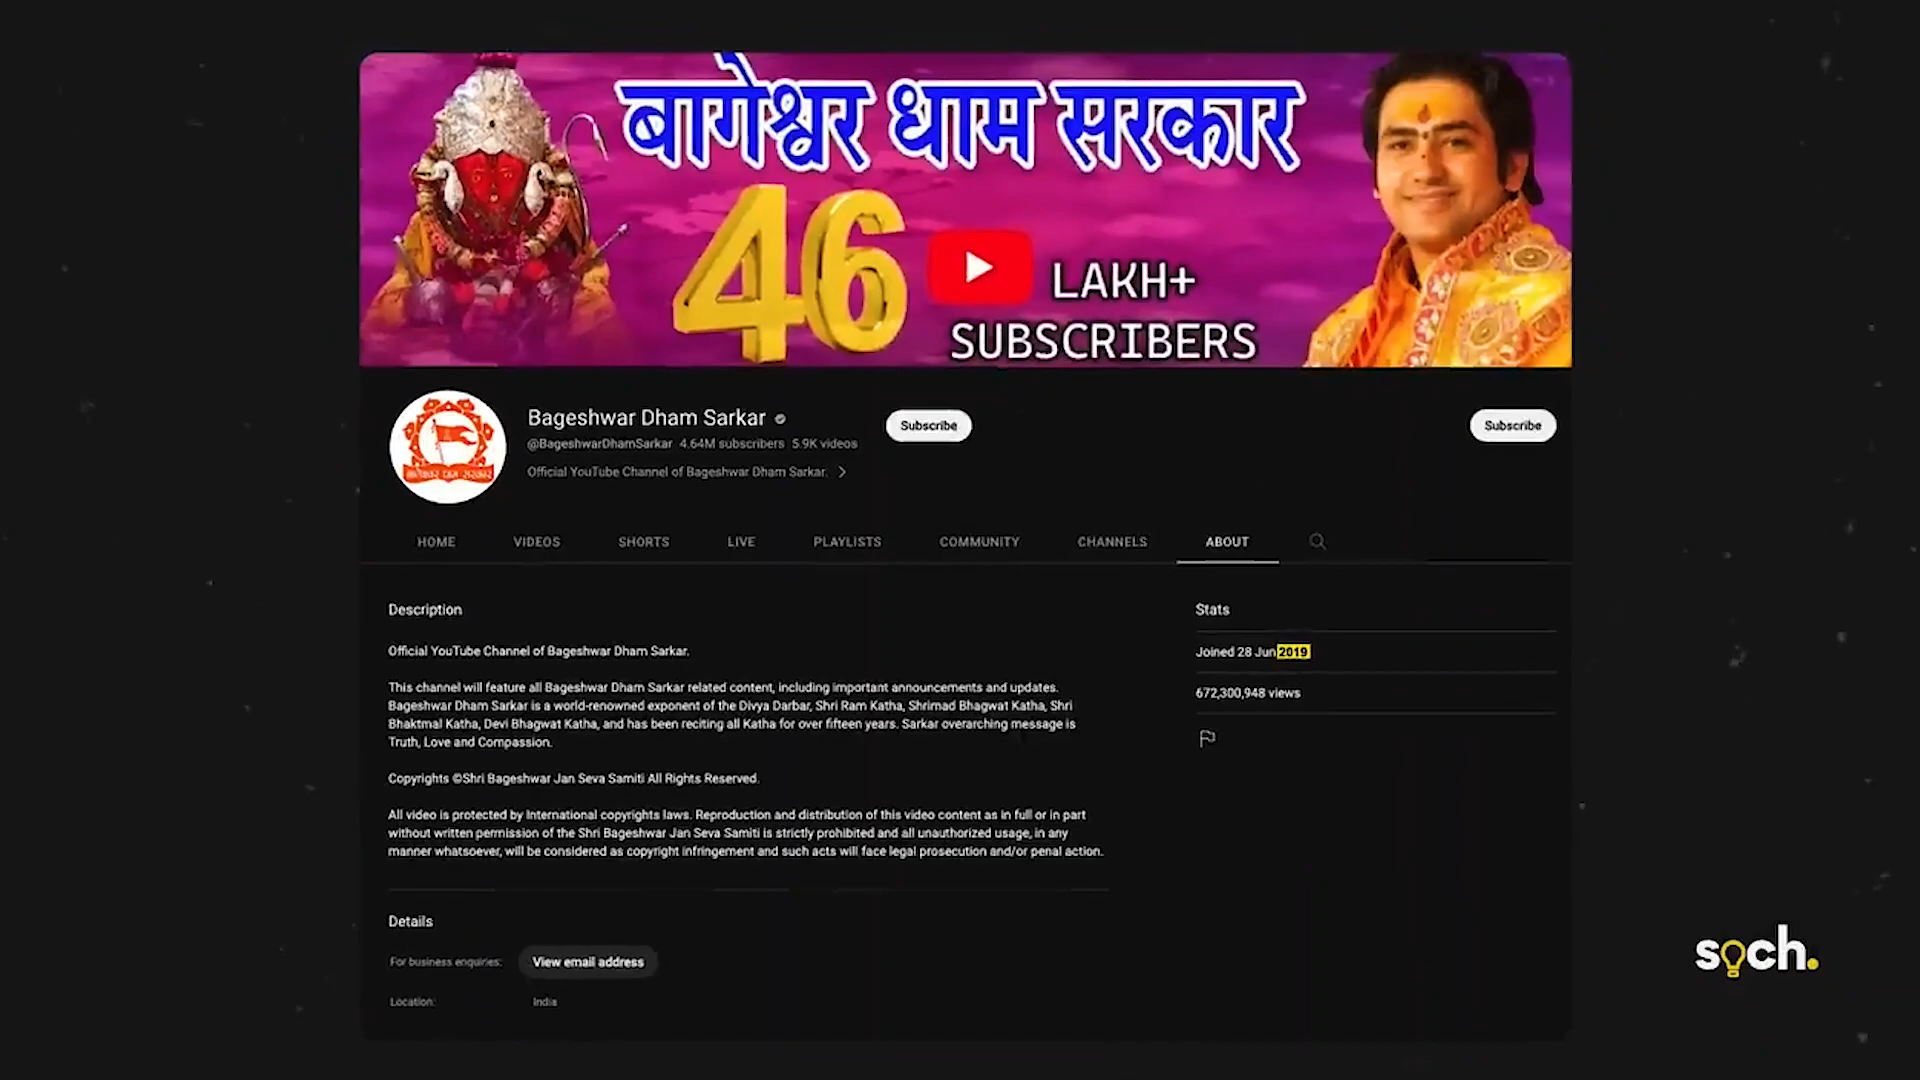 बागेश्वर धाम सरकार
46 LAKH+
SUBSCRIBERS
Bageshwar Dham Sarkar
Subscribe
Subscribe
@BageshwarDhamSarkar 4.64M subscribers 5.9K videos
Official YouTube Channel of Bageshwar Dham Sarkar.
HOME VIDEOS SHORTS LIVE PLAYLISTS COMMUNITY CHANNELS ABOUT
Description
Official YouTube Channel of Bageshwar Dham Sarkar.
This channel will feature all Bageshwar Dham Sarkar related content, including important announcements and updates.
Bageshwar Dham Sarkar is a world-renowned exponent of the Divya Darbar, Shri Ram Katha, Shrimad Bhagwat Katha, Shri
Bhaktmal Katha, Devi Bhagwat Katha, and has been reciting all Katha for over fifteen years. Sarkar overarching message is
Truth, Love and Compassion.
Copyrights ©Shri Bageshwar Jan Seva Samiti All Rights Reserved.
All video is protected by International copyrights laws. Reproduction and distribution of this video content as in full or in part
without written permission of the Shri Bageshwar Jan Seva Samiti is strictly prohibited and all unauthorized usage, in any
manner whatsoever, will be considered as copyright infringement and such acts will face legal prosecution and/or penal action.
Details
For business enquiries: View email address
Location: India
Stats
Joined 28 Jun 2019
672,300,948 views
soch.